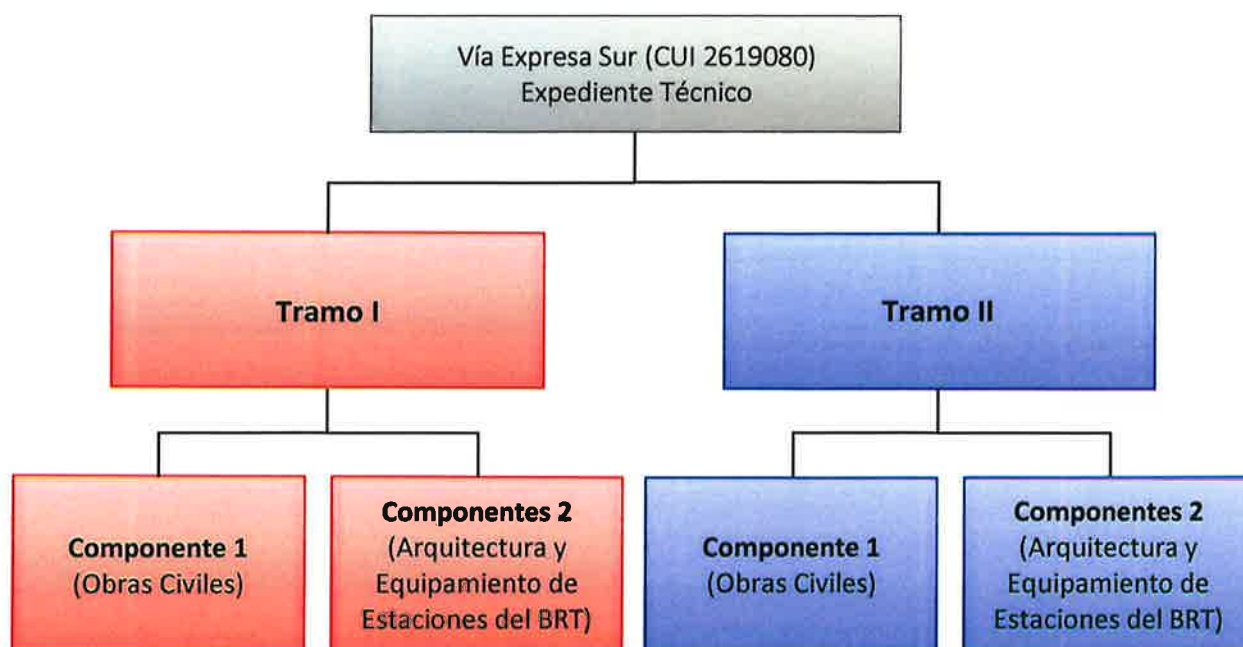 Vía Expresa Sur (CUI 2619080)
Expediente Técnico
Tramo I
Tramo II
Componente 1
(Obras Civiles)
Componentes 2
(Arquitectura y
Equipamiento de
Estaciones del BRT)
Componente 1
(Obras Civiles)
Componentes 2
(Arquitectura y
Equipamiento de
Estaciones del BRT)